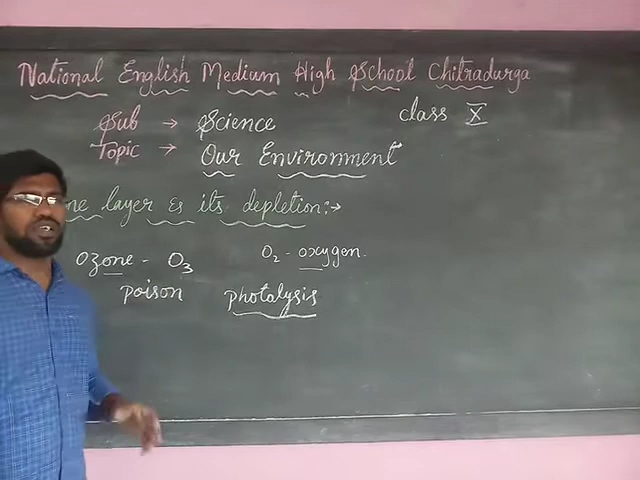 National English Medium High School Chitradurga
Sub → Science
class X
Topic → Our Environment
ne layer & its depletion:→
Ozone - O₃
O₂ - oxygen.
poison
photalysis